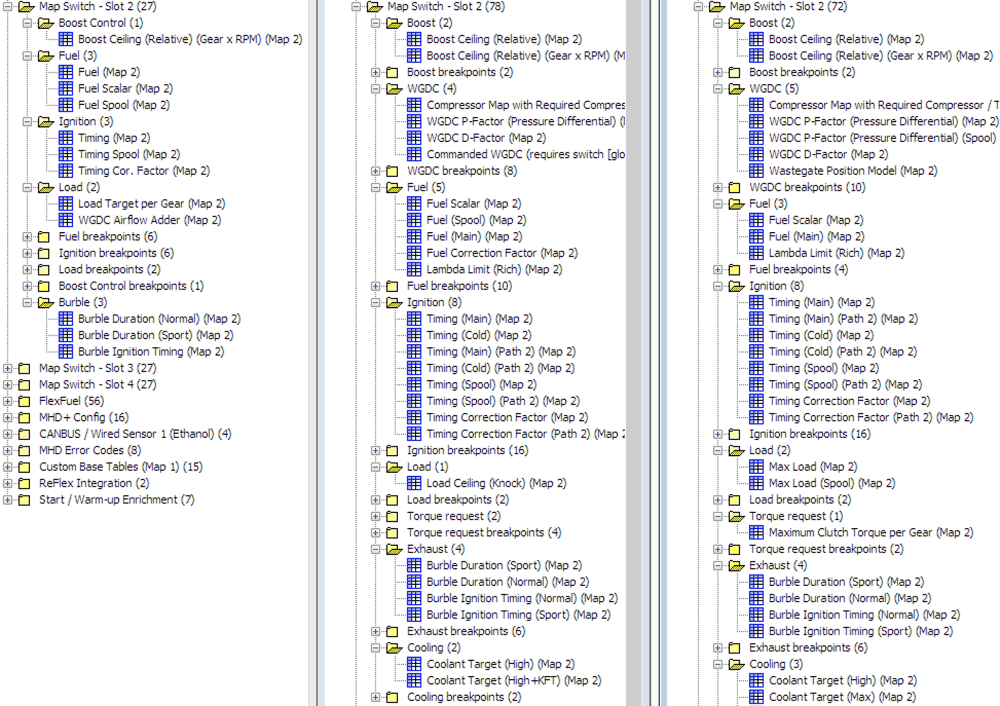 Map Switch - Slot 2 (27)
Boost Control (1)
Boost Ceiling (Relative) (Gear x RPM) (Map 2)
Fuel (3)
Fuel (Map 2)
Fuel Scalar (Map 2)
Fuel Spool (Map 2)
Ignition (3)
Timing (Map 2)
Timing Spool (Map 2)
Timing Cor. Factor (Map 2)
Load (2)
Load Target per Gear (Map 2)
WGDC Airflow Adder (Map 2)
Fuel breakpoints (6)
Ignition breakpoints (6)
Load breakpoints (2)
Boost Control breakpoints (1)
Burble (3)
Burble Duration (Normal) (Map 2)
Burble Duration (Sport) (Map 2)
Burble Ignition Timing (Map 2)
Map Switch - Slot 3 (27)
Map Switch - Slot 4 (27)
FlexFuel (56)
MHD+ Config (16)
CANBUS / Wired Sensor 1 (Ethanol) (4)
MHD Error Codes (8)
Custom Base Tables (Map 1) (15)
ReFlex Integration (2)
Start / Warm-up Enrichment (7)
Map Switch - Slot 2 (78)
Boost (2)
Boost Ceiling (Relative) (Map 2)
Boost Ceiling (Relative) (Gear x RPM) (M
Boost breakpoints (2)
WGDC (4)
Compressor Map with Required Compres
WGDC P-Factor (Pressure Differential) (
WGDC D-Factor (Map 2)
Commanded WGDC (requires switch [glo
WGDC breakpoints (8)
Fuel (5)
Fuel Scalar (Map 2)
Fuel (Spool) (Map 2)
Fuel (Main) (Map 2)
Fuel Correction Factor (Map 2)
Lambda Limit (Rich) (Map 2)
Fuel breakpoints (10)
Ignition (8)
Timing (Main) (Map 2)
Timing (Cold) (Map 2)
Timing (Main) (Path 2) (Map 2)
Timing (Cold) (Path 2) (Map 2)
Timing (Spool) (Map 2)
Timing (Spool) (Path 2) (Map 2)
Timing Correction Factor (Map 2)
Timing Correction Factor (Path 2) (Map 2
Ignition breakpoints (16)
Load (1)
Load Ceiling (Knock) (Map 2)
Load breakpoints (2)
Torque request (2)
Torque request breakpoints (4)
Exhaust (4)
Burble Duration (Sport) (Map 2)
Burble Duration (Normal) (Map 2)
Burble Ignition Timing (Normal) (Map 2)
Burble Ignition Timing (Sport) (Map 2)
Exhaust breakpoints (6)
Cooling (2)
Coolant Target (High) (Map 2)
Coolant Target (High+KFT) (Map 2)
Cooling breakpoints (2)
Map Switch - Slot 2 (72)
Boost (2)
Boost Ceiling (Relative) (Map 2)
Boost Ceiling (Relative) (Gear x RPM) (Map 2)
Boost breakpoints (2)
WGDC (5)
Compressor Map with Required Compressor / T
WGDC P-Factor (Pressure Differential) (Map 2)
WGDC P-Factor (Pressure Differential) (Spool)
WGDC D-Factor (Map 2)
Wastegate Position Model (Map 2)
WGDC breakpoints (10)
Fuel (3)
Fuel Scalar (Map 2)
Fuel (Main) (Map 2)
Lambda Limit (Rich) (Map 2)
Fuel breakpoints (4)
Ignition (8)
Timing (Main) (Map 2)
Timing (Main) (Path 2) (Map 2)
Timing (Cold) (Map 2)
Timing (Cold) (Path 2) (Map 2)
Timing (Spool) (Map 2)
Timing (Spool) (Path 2) (Map 2)
Timing Correction Factor (Map 2)
Timing Correction Factor (Path 2) (Map 2)
Ignition breakpoints (16)
Load (2)
Max Load (Map 2)
Max Load (Spool) (Map 2)
Load breakpoints (2)
Torque request (1)
Maximum Clutch Torque per Gear (Map 2)
Torque request breakpoints (2)
Exhaust (4)
Burble Duration (Sport) (Map 2)
Burble Duration (Normal) (Map 2)
Burble Ignition Timing (Normal) (Map 2)
Burble Ignition Timing (Sport) (Map 2)
Exhaust breakpoints (6)
Cooling (3)
Coolant Target (High) (Map 2)
Coolant Target (Max) (Map 2)